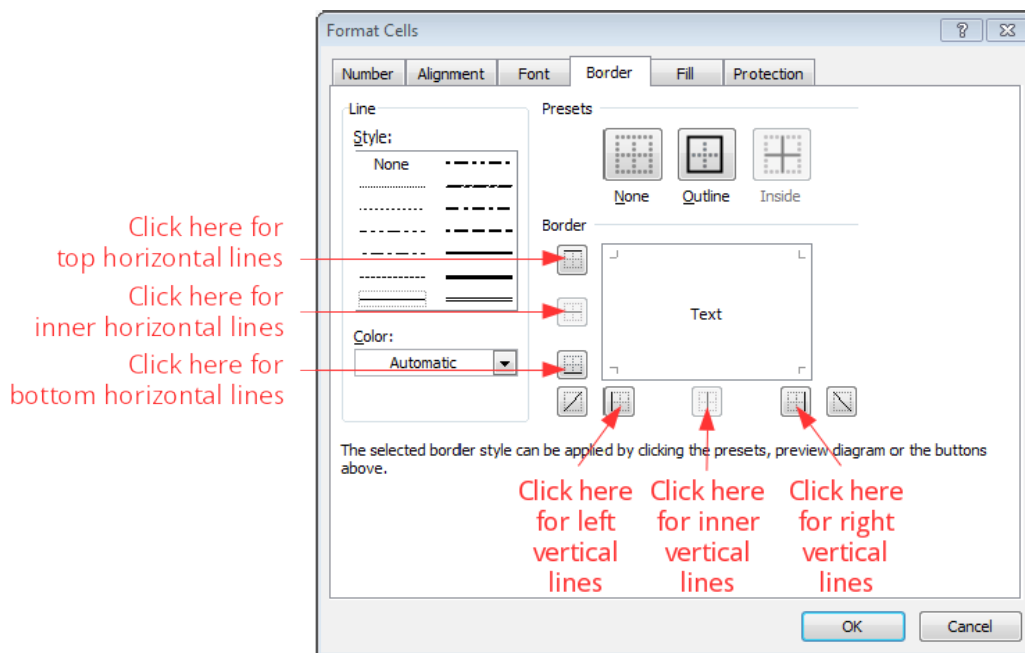 Format Cells
Number Alignment Font Border Fill Protection
Line
Presets
Style:
None
None Outline Inside
Border
Click here for
top horizontal lines
Click here for
inner horizontal lines
Text
Color:
Automatic
Click here for
bottom horizontal lines
The selected border style can be applied by clicking the presets, preview diagram or the buttons
above.
Click here
for left
vertical
lines
Click here
for inner
vertical
lines
Click here
for right
vertical
lines
OK Cancel